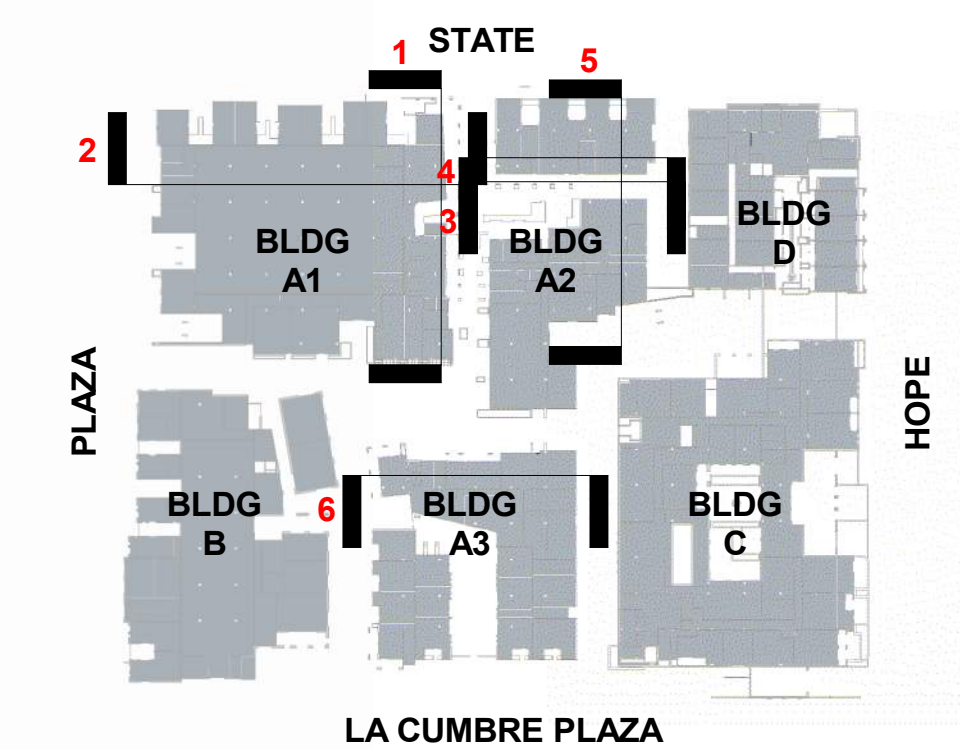 STATE
1
5
2
4
3
BLDG
A1
BLDG
A2
BLDG
D
PLAZA
HOPE
BLDG
B
6
BLDG
A3
BLDG
C
LA CUMBRE PLAZA